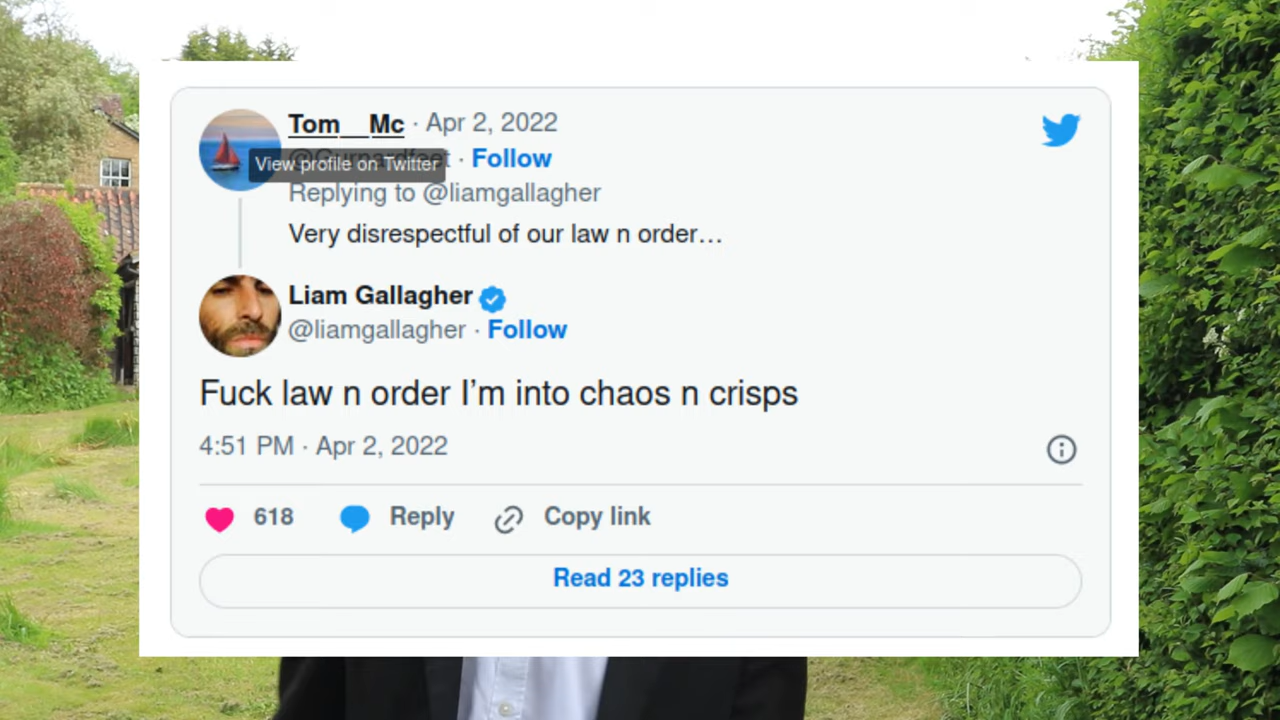 Tom__Mc · Apr 2, 2022
· Follow
View profile on Twitter
Replying to @liamgallagher
Very disrespectful of our law n order...
Liam Gallagher
@liamgallagher · Follow
Fuck law n order I'm into chaos n crisps
4:51 PM · Apr 2, 2022
618 Reply Copy link
Read 23 replies